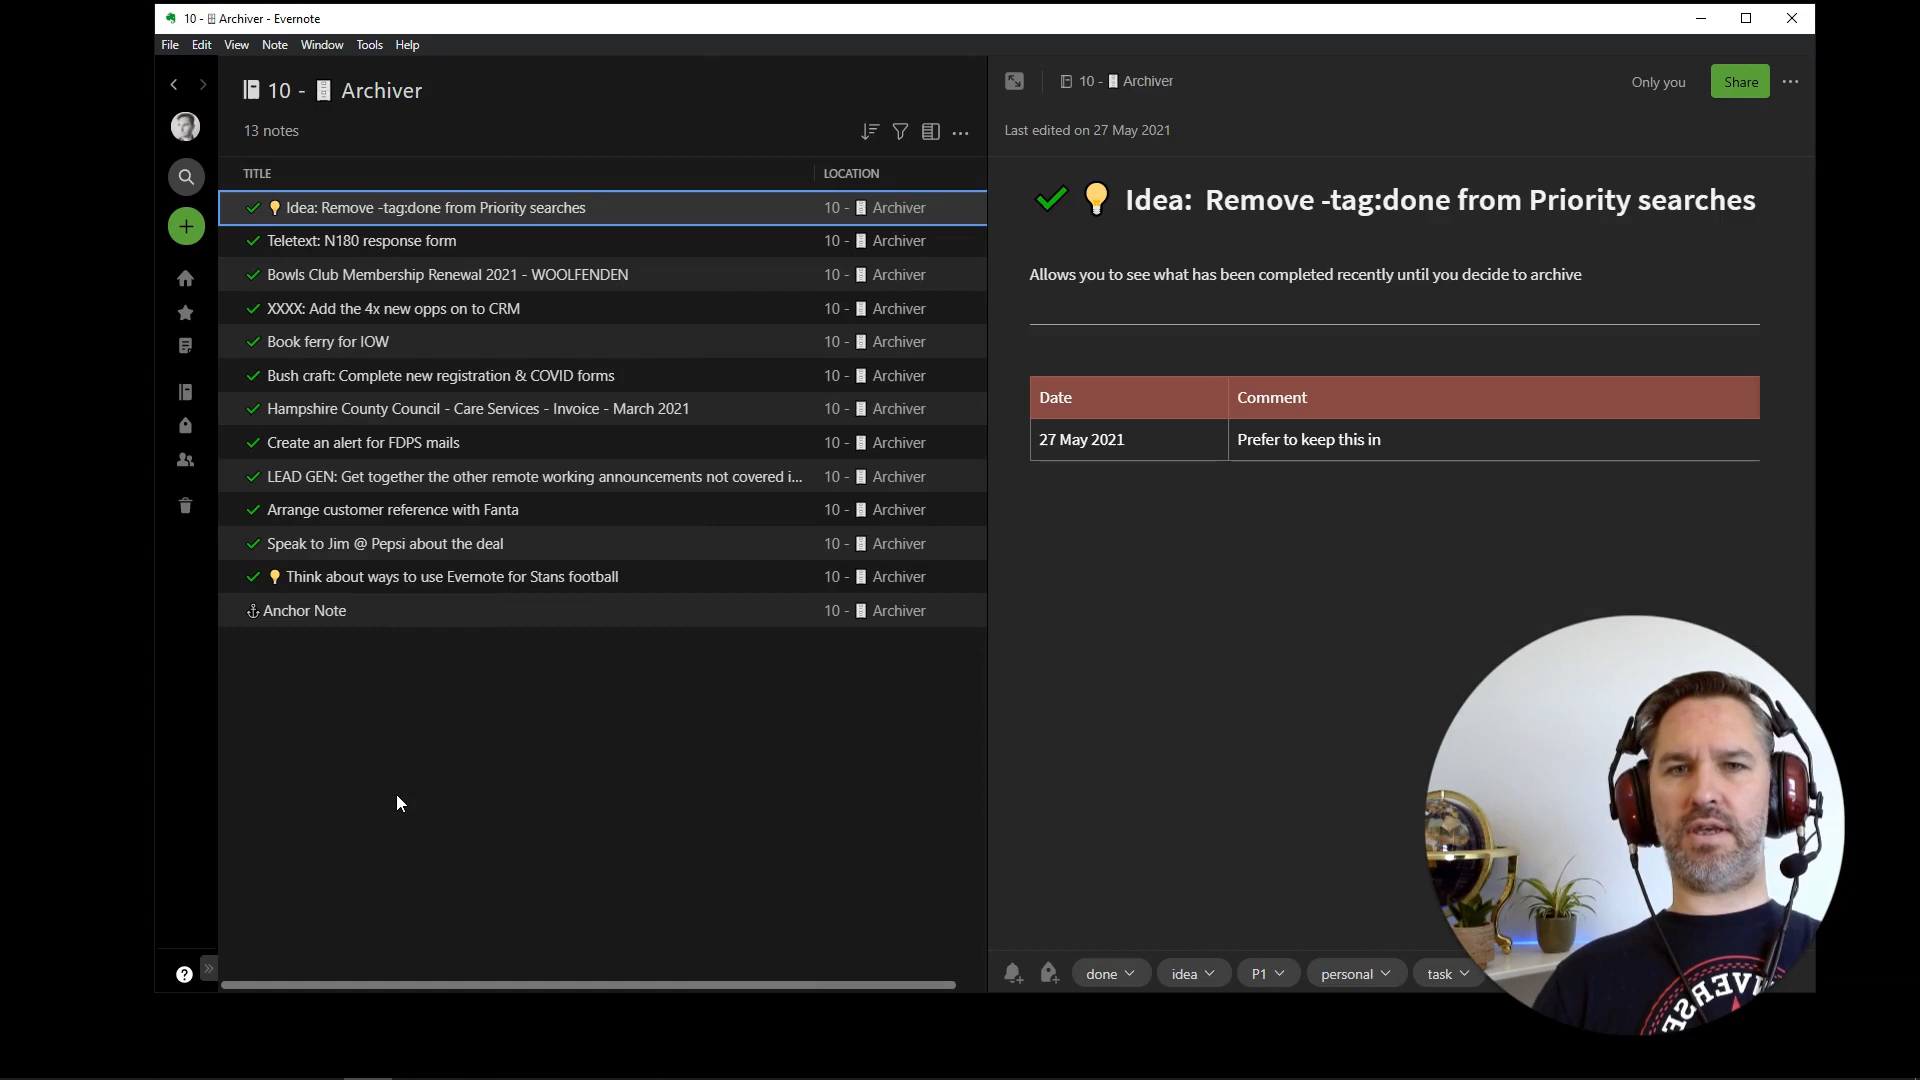 10 - Archiver - Evernote
File Edit View Note Window Tools Help
10 - Archiver
13 notes
TITLE LOCATION
Idea: Remove -tag:done from Priority searches 10 - Archiver
Teletext: N180 response form 10 - Archiver
Bowls Club Membership Renewal 2021 - WOOLFENDEN 10 - Archiver
XXXX: Add the 4x new opps on to CRM 10 - Archiver
Book ferry for IOW 10 - Archiver
Bush craft: Complete new registration & COVID forms 10 - Archiver
Hampshire County Council - Care Services - Invoice - March 2021 10 - Archiver
Create an alert for FDPS mails 10 - Archiver
LEAD GEN: Get together the other remote working announcements not covered i... 10 - Archiver
Arrange customer reference with Fanta 10 - Archiver
Speak to Jim @ Pepsi about the deal 10 - Archiver
Think about ways to use Evernote for Stans football 10 - Archiver
Anchor Note 10 - Archiver
10 - Archiver
Only you Share
Last edited on 27 May 2021
Idea: Remove -tag:done from Priority searches
Allows you to see what has been completed recently until you decide to archive
Date Comment
27 May 2021 Prefer to keep this in
done idea P1 personal task